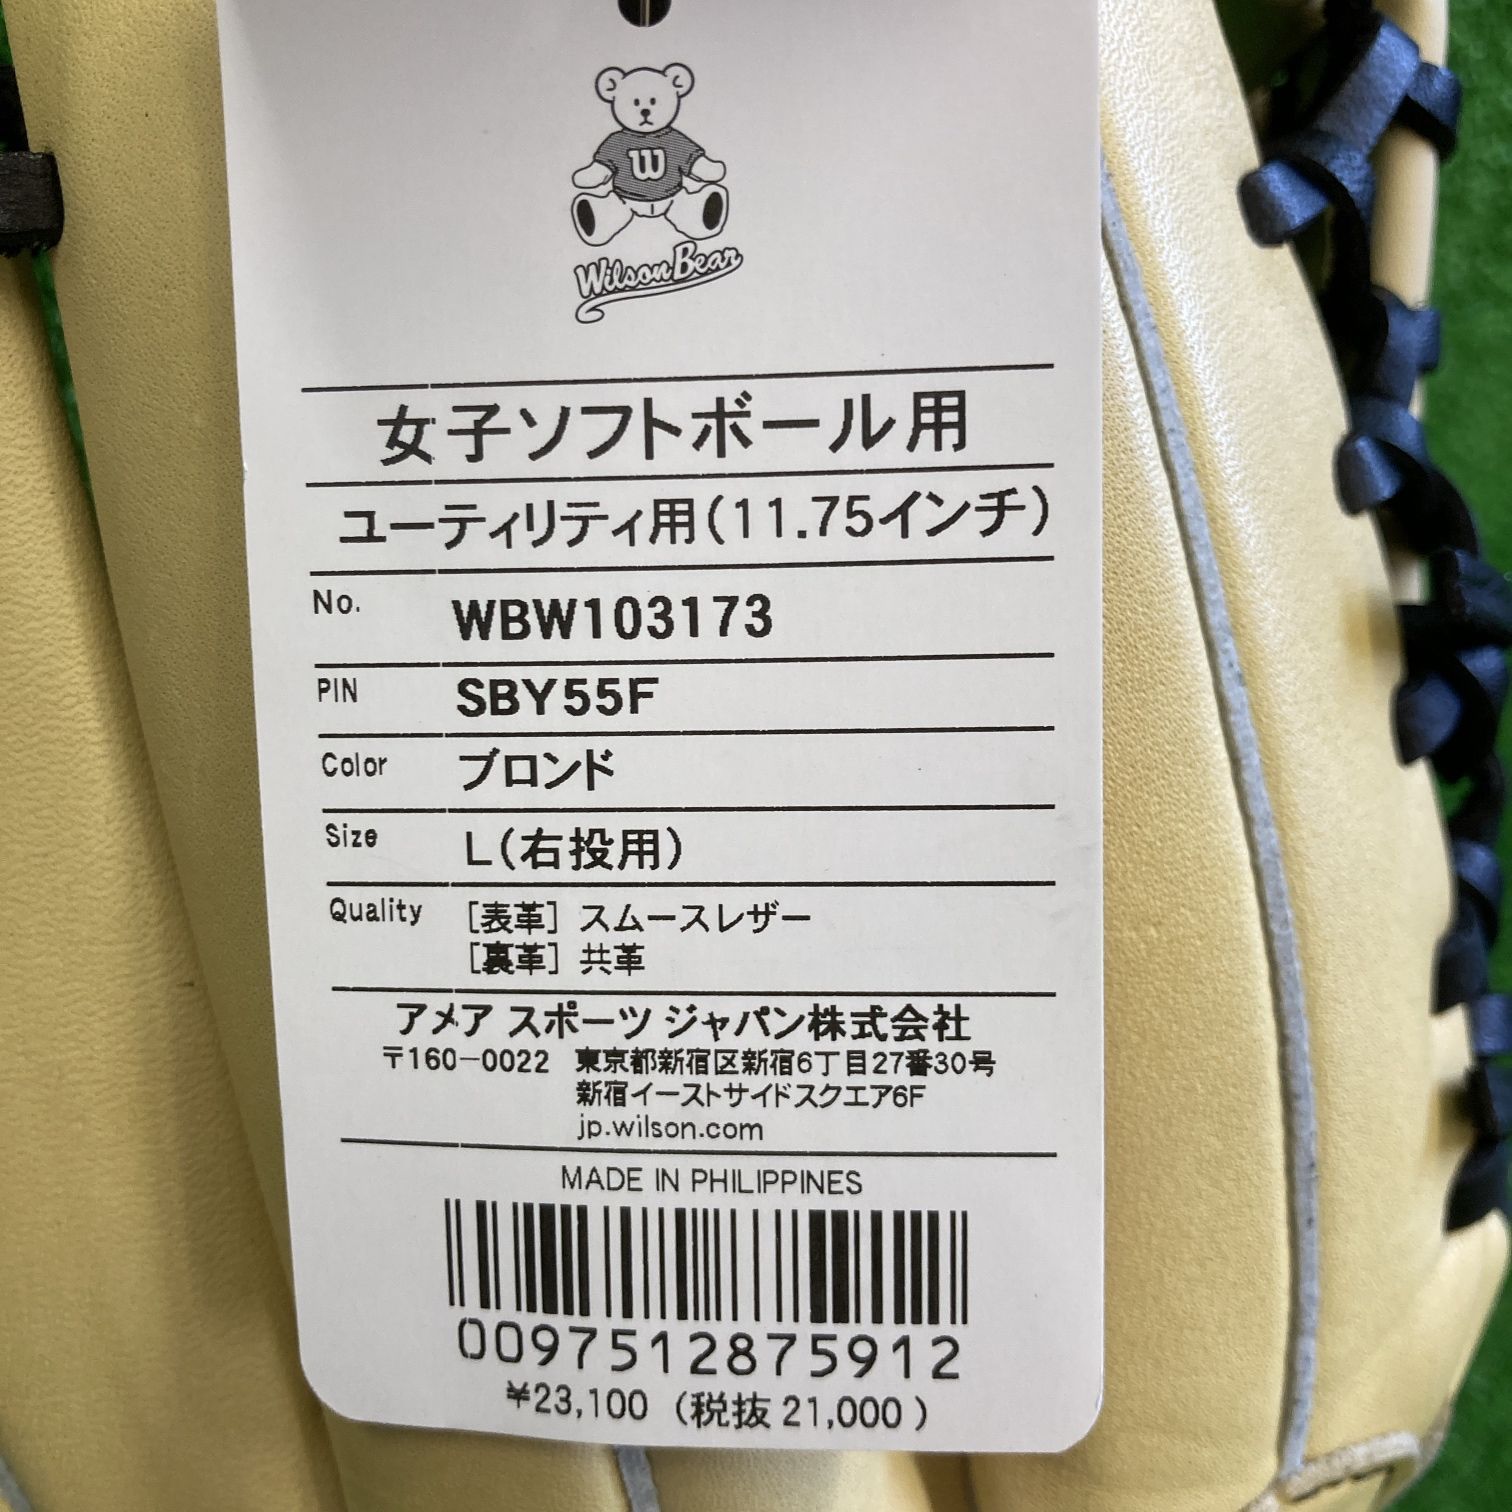 W
Wilson Bear
女子ソフトボール用
ユーティリティ用(11.75インチ)
No. WBW103173
PIN SBY55F
Color ブロンド
Size L(右投用)
Quality [表革] スムースレザー
[裏革] 共革
アメア スポーツ ジャパン株式会社
〒160-0022 東京都新宿区新宿6丁目27番30号
新宿イーストサイドスクエア6F
jp.wilson.com
MADE IN PHILIPPINES
0097512875912
¥23,100 (税抜 21,000 )